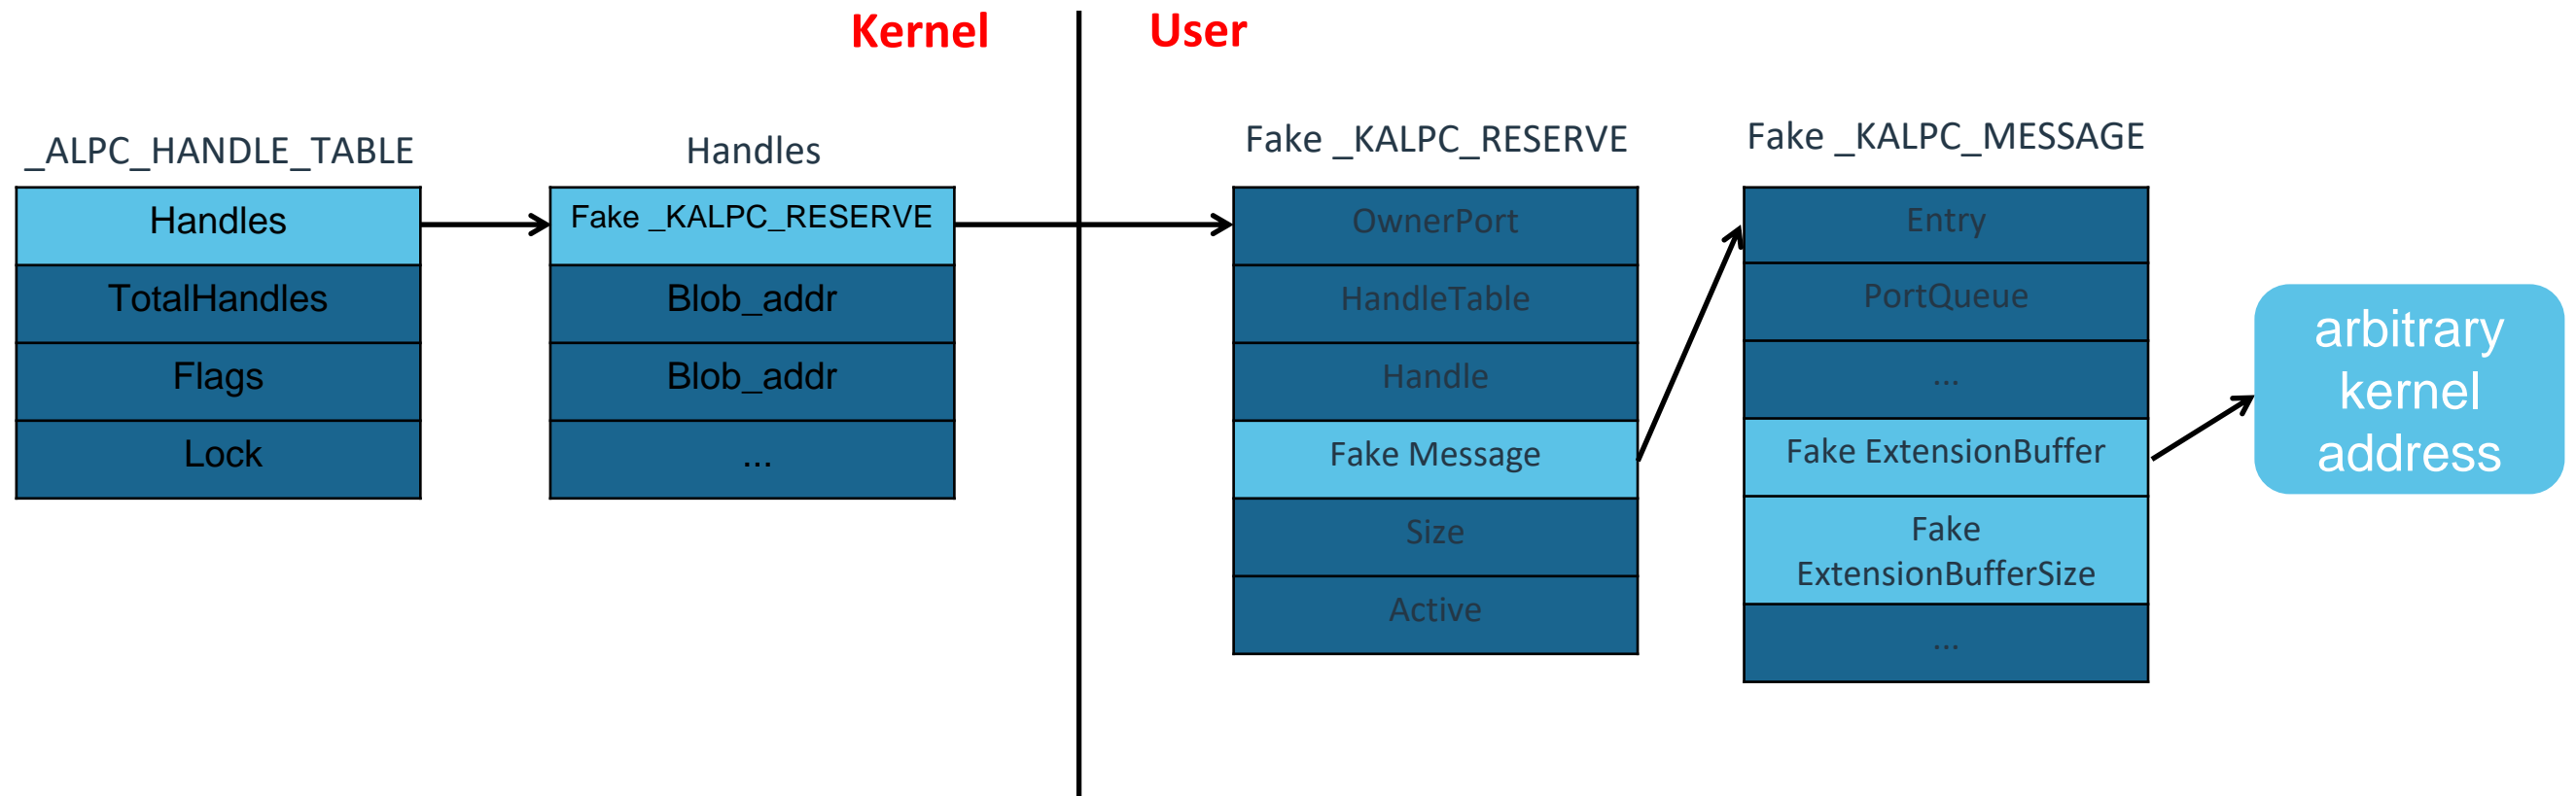 Kernel
User
_ALPC_HANDLE_TABLE
Handles
TotalHandles
Flags
Lock
Handles
Fake _KALPC_RESERVE
Blob_addr
Blob_addr
...
Fake _KALPC_RESERVE
OwnerPort
HandleTable
Handle
Fake Message
Size
Active
Fake _KALPC_MESSAGE
Entry
PortQueue
...
Fake ExtensionBuffer
Fake
ExtensionBufferSize
...
arbitrary
kernel
address